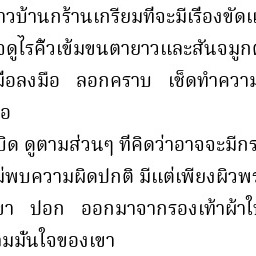 าวบ้านกร้านเกรียมที่จะมีเรื่องขัดแ
อดูไรคิ้วเข้มขนตายาวและสันจมูก
มือลงมือ ลอกคราบ เช็ดทำความ
อ
บิด ดูตามส่วนๆ ที่คิดว่าอาจจะมีกร
ม่พบความผิดปกติ มีแต่เพียงผิวพร
ขา ปอก ออกมาจากรองเท้าผ้าใ
อมมั่นใจของเขา